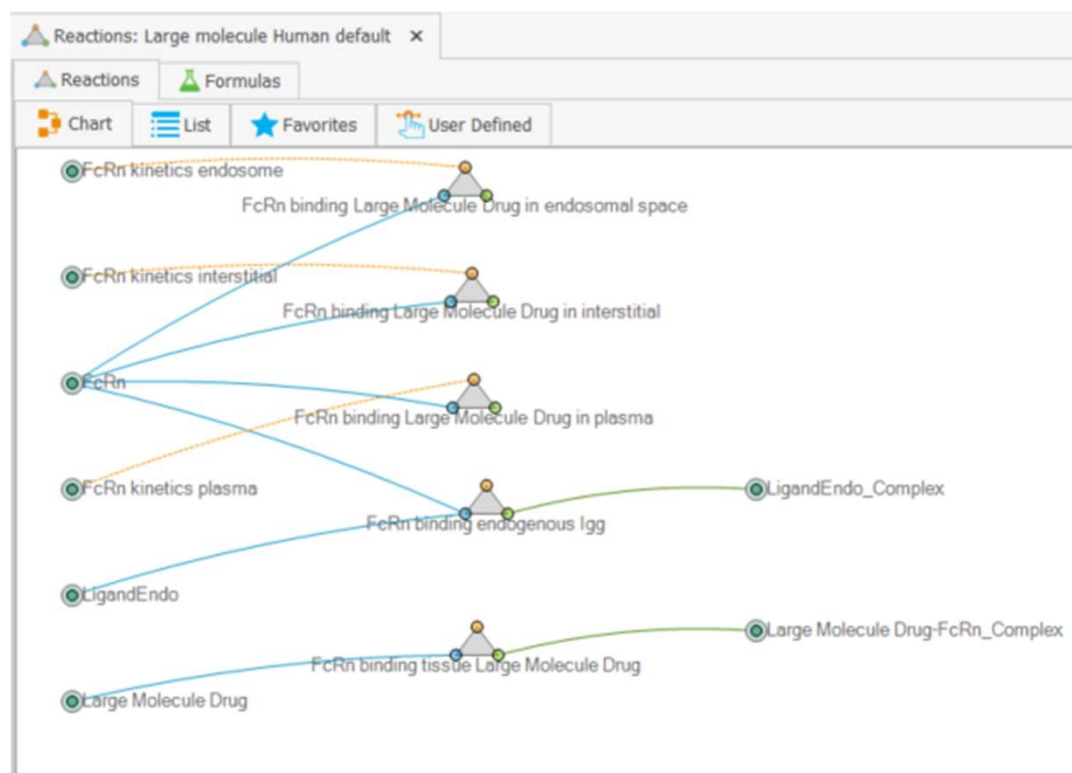 Reactions: Large molecule Human default ×
Reactions Formulas
Chart List Favorites User Defined
FcRn kinetics endosome
FcRn binding Large Molecule Drug in endosomal space
FcRn kinetics interstitial
FcRn binding Large Molecule Drug in interstitial
FcRn
FcRn binding Large Molecule Drug in plasma
FcRn kinetics plasma
LigandEndo_Complex
FcRn binding endogenous Igg
LigandEndo
Large Molecule Drug-FcRn_Complex
FcRn binding tissue Large Molecule Drug
Large Molecule Drug